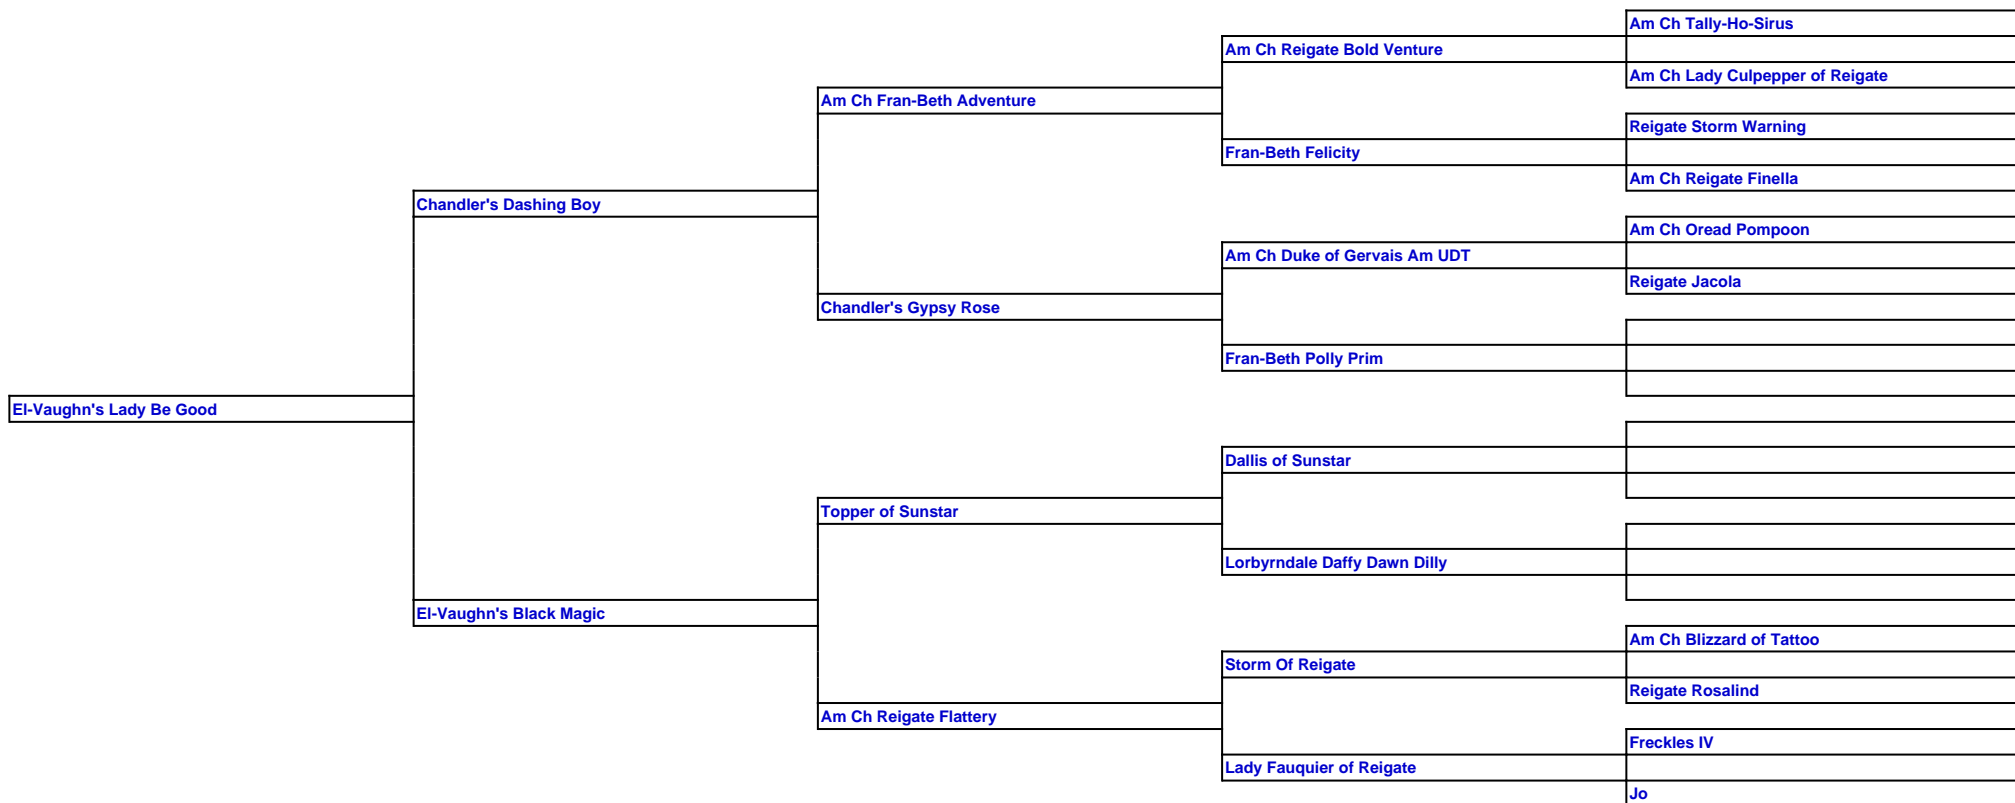 Am Ch Tally-Ho-Sirus
Am Ch Reigate Bold Venture
Am Ch Lady Culpepper of Reigate
Am Ch Fran-Beth Adventure
Reigate Storm Warning
Fran-Beth Felicity
Am Ch Reigate Finella
Chandler's Dashing Boy
Am Ch Oread Pompoon
Am Ch Duke of Gervais Am UDT
Reigate Jacola
Chandler's Gypsy Rose
Fran-Beth Polly Prim
El-Vaughn's Lady Be Good
Dallis of Sunstar
Topper of Sunstar
Lorbyrndale Daffy Dawn Dilly
El-Vaughn's Black Magic
Am Ch Blizzard of Tattoo
Storm Of Reigate
Reigate Rosalind
Am Ch Reigate Flattery
Freckles IV
Lady Fauquier of Reigate
Jo